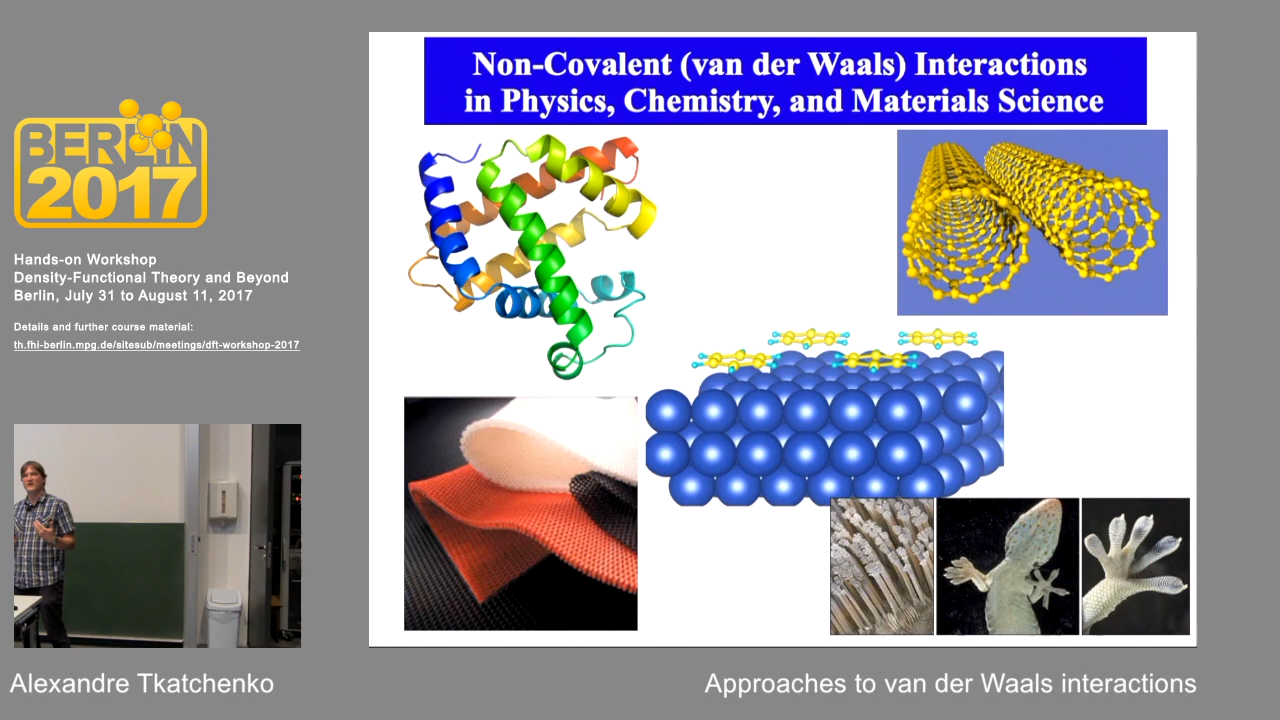 BERLIN
2017
Hands-on Workshop
Density-Functional Theory and Beyond
Berlin, July 31 to August 11, 2017
Details and further course material:
th.fhi-berlin.mpg.de/sitesub/meetings/dft-workshop-2017
Non-Covalent (van der Waals) Interactions
in Physics, Chemistry, and Materials Science
Alexandre Tkatchenko
Approaches to van der Waals interactions